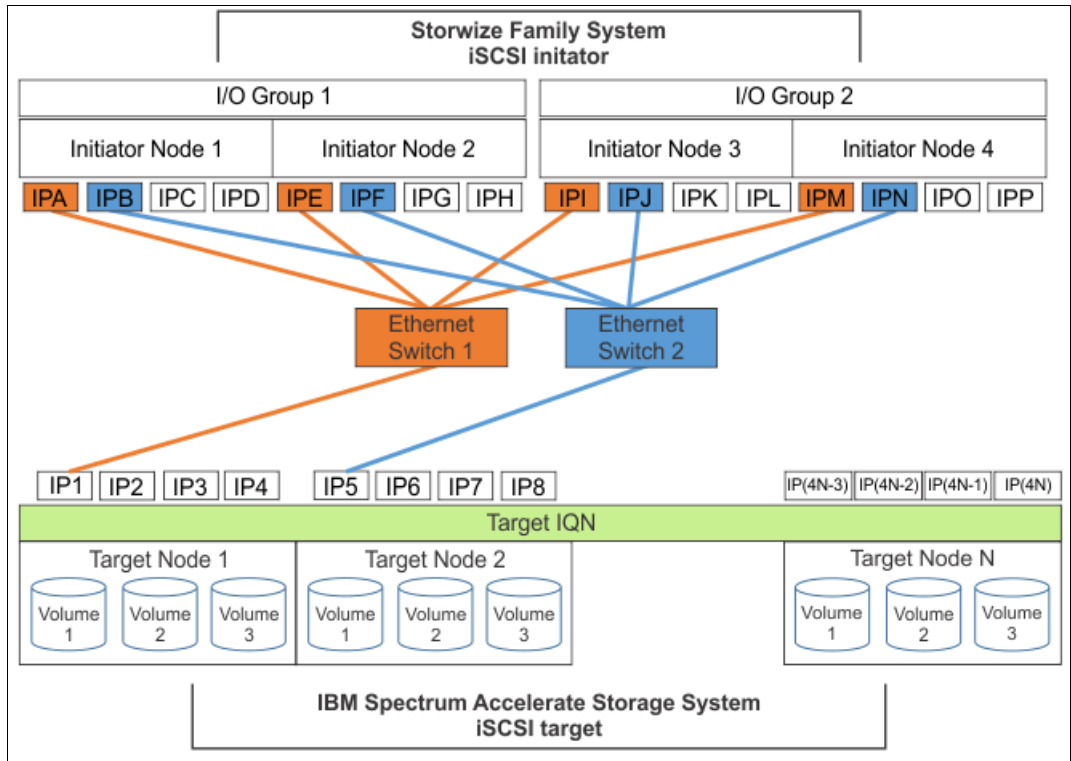 Storwize Family System
iSCSI initator
I/O Group 1
I/O Group 2
Initiator Node 1
Initiator Node 2
Initiator Node 3
Initiator Node 4
IPA IPB IPC IPD IPE IPF IPG IPH IPI IPJ IPK IPL IPM IPN IPO IPP
Ethernet
Switch 1
Ethernet
Switch 2
IP1 IP2 IP3 IP4 IP5 IP6 IP7 IP8 IP(4N-3) IP(4N-2) IP(4N-1) IP(4N)
Target IQN
Target Node 1
Volume
1
Volume
2
Volume
3
Target Node 2
Volume
1
Volume
2
Volume
3
Target Node N
Volume
1
Volume
2
Volume
3
IBM Spectrum Accelerate Storage System
iSCSI target